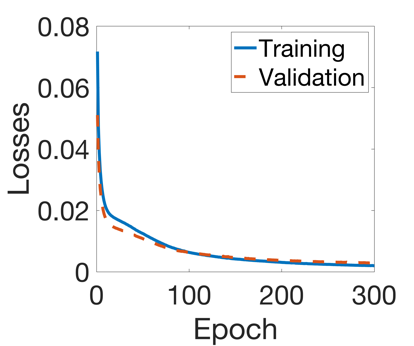 0.08
0.06
0.04
0.02
0
Losses
Training
Validation
0 100 200 300
Epoch